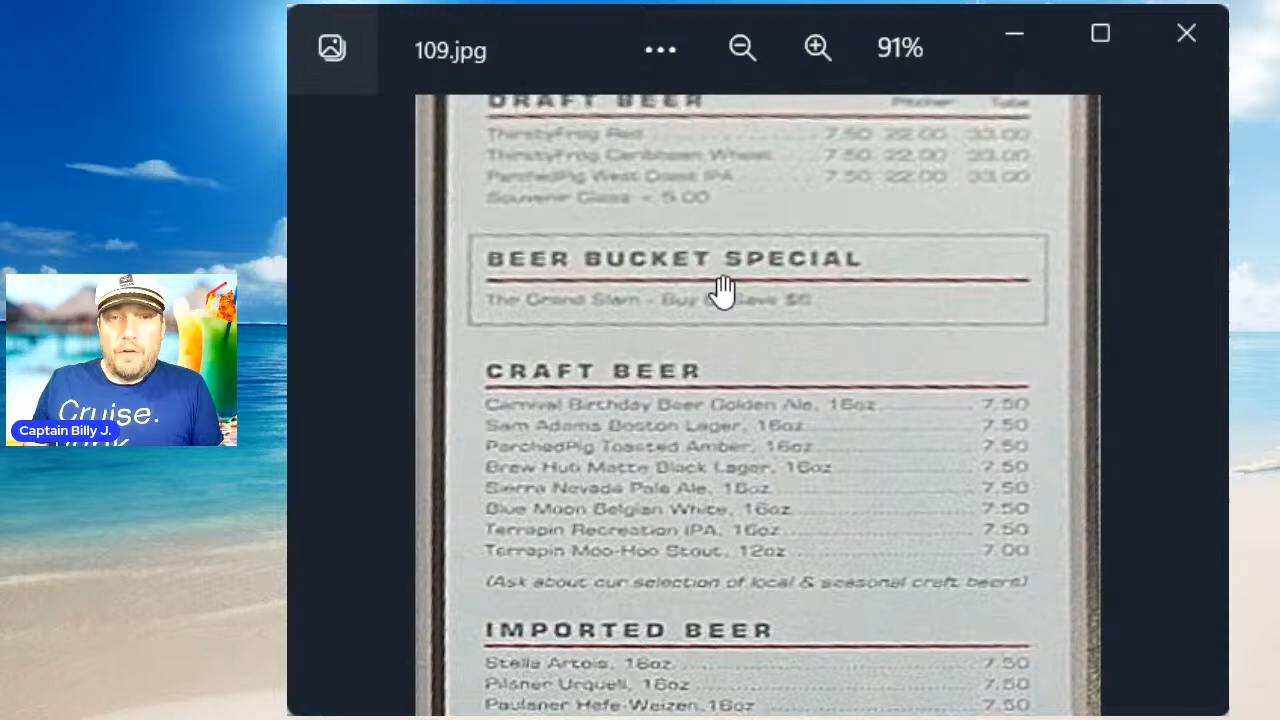 109.jpg
91%
DRAFT BEER Pitcher Tube
ThirstyFrog Red 7.50 22.00 33.00
ThirstyFrog Caribbean Wheat 7.50 22.00 33.00
ParchedPig West Coast IPA 7.50 22.00 33.00
Souvenir Glass + 5.00
BEER BUCKET SPECIAL
The Grand Slam - Buy Save $6
CRAFT BEER
Carnival Birthday Beer Golden Ale, 16oz 7.50
Sam Adams Boston Lager, 16oz 7.50
ParchedPig Toasted Amber, 16oz 7.50
Brew Hub Matte Black Lager, 16oz 7.50
Sierra Nevada Pale Ale, 16oz 7.50
Blue Moon Belgian White, 16oz 7.50
Terrapin Recreation IPA, 16oz 7.50
Terrapin Moo-Hoo Stout, 12oz 7.00
(Ask about our selection of local & seasonal craft beers)
IMPORTED BEER
Stella Artois, 16oz 7.50
Pilsner Urquell, 16oz 7.50
Paulaner Hefe-Weizen,16oz 7.50
Cruise.
Captain Billy J.